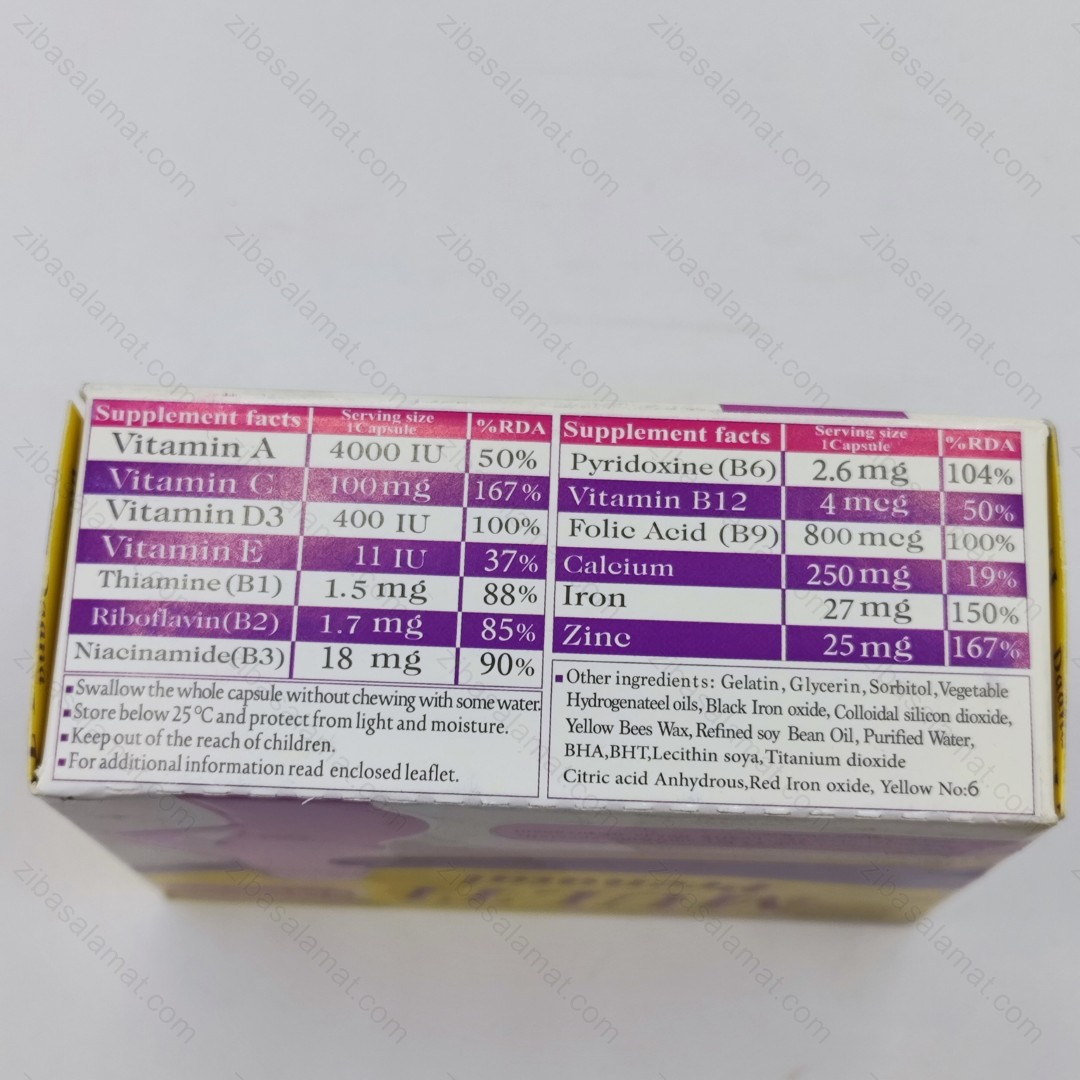 Supplement facts Serving size 1Capsule %RDA
Vitamin A 4000 IU 50%
Vitamin C 100mg 167%
Vitamin D3 400 IU 100%
Vitamin E 11 IU 37%
Thiamine (B1) 1.5 mg 88%
Riboflavin(B2) 1.7 mg 85%
Niacinamide(B3) 18 mg 90%
▪Swallow the whole capsule without chewing with some water.
▪Store below 25°C and protect from light and moisture.
▪Keep out of the reach of children.
▪For additional information read enclosed leaflet.
Supplement facts Serving size 1Capsule %RDA
Pyridoxine (B6) 2.6 mg 104%
Vitamin B12 4 mcg 50%
Folic Acid (B9) 800 mcg 100%
Calcium 250 mg 19%
Iron 27 mg 150%
Zinc 25 mg 167%
▪Other ingredients: Gelatin, Glycerin, Sorbitol, Vegetable
Hydrogenateel oils, Black Iron oxide, Colloidal silicon dioxide,
Yellow Bees Wax, Refined soy Bean Oil, Purified Water,
BHA,BHT,Lecithin soya, Titanium dioxide
Citric acid Anhydrous,Red Iron oxide, Yellow No:6
zibasalamat.com